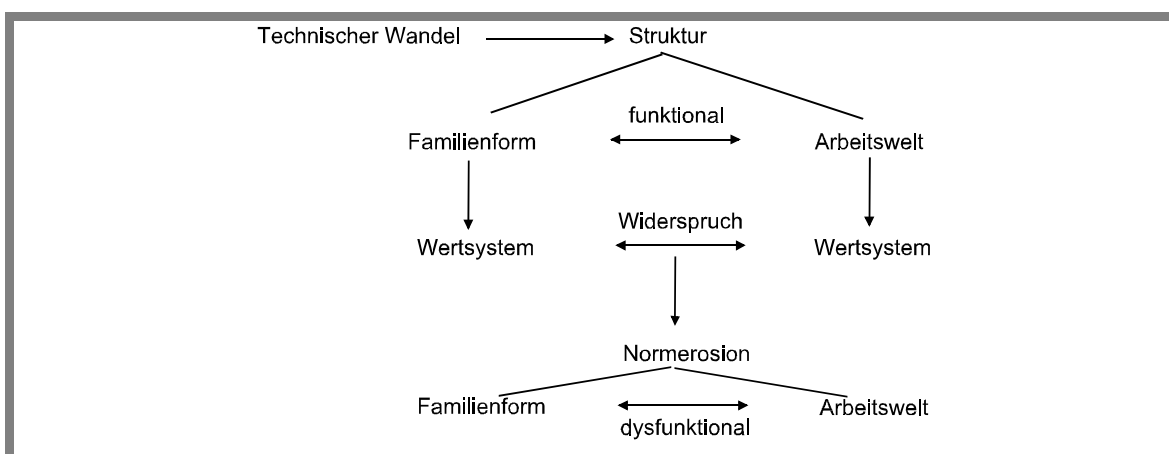 Technischer Wandel Struktur
funktional
Familienform Arbeitswelt
Widerspruch
Wertsystem Wertsystem
Normerosion
Familienform Arbeitswelt
dysfunktional